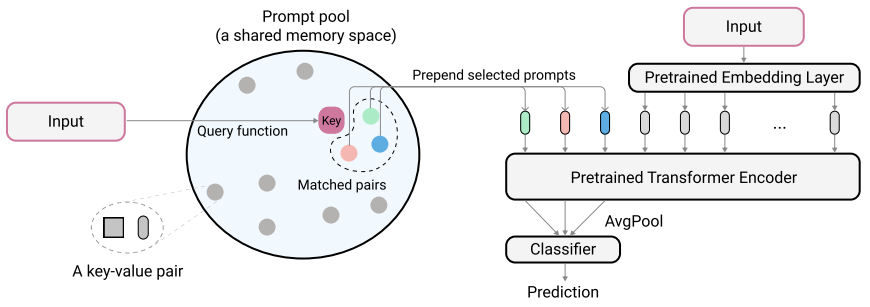 Prompt pool
(a shared memory space)
Input
Input
Prepend selected prompts
Pretrained Embedding Layer
Key
Query function
...
Matched pairs
Pretrained Transformer Encoder
AvgPool
Classifier
A key-value pair
Prediction